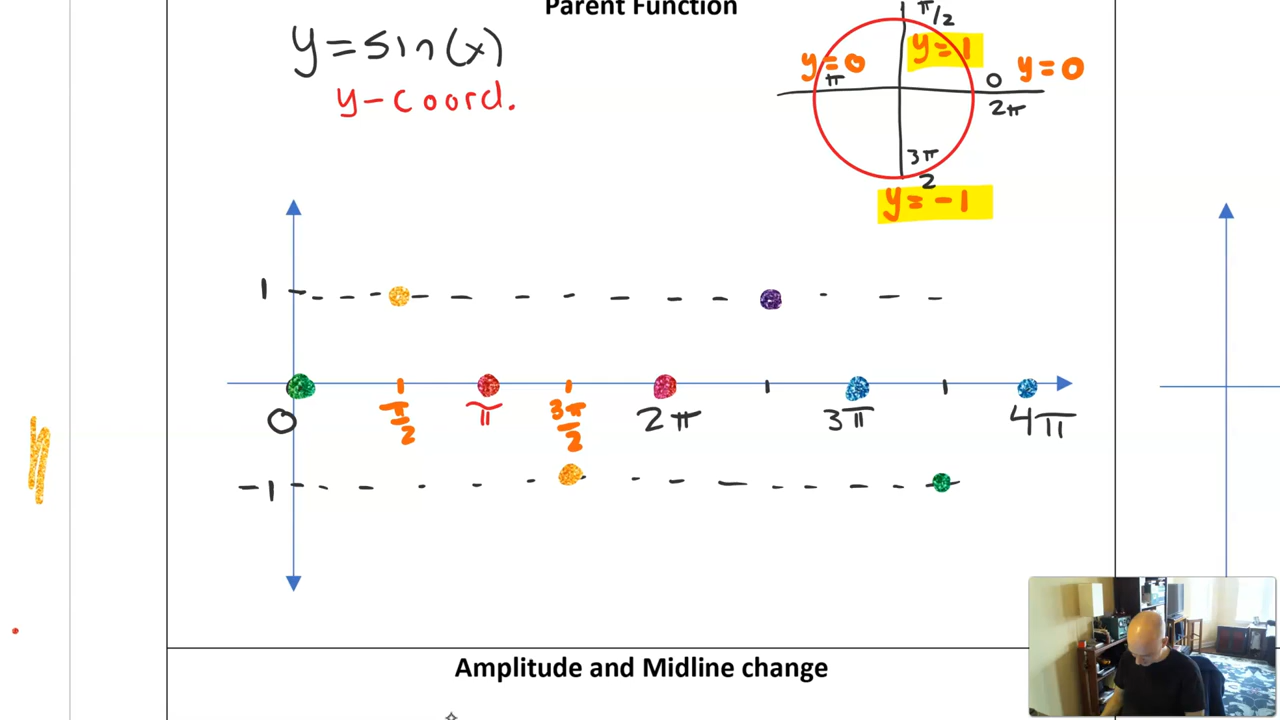 Parent Function
y=sin(x)
y-coord.
π/2
y=1
y=0
π
0
y=0
2π
3π
2
y=-1
1
0
π
2
π
3π
2
2π
3π
4π
-1
Amplitude and Midline change